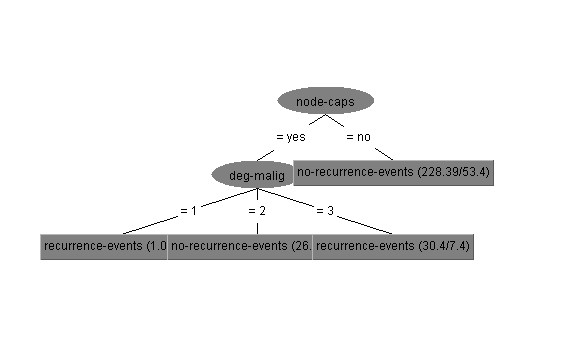 node-caps
= yes
= no
deg-malig
no-recurrence-events (228.39/53.4)
= 1
= 2
= 3
recurrence-events (1.0
no-recurrence-events (26.
recurrence-events (30.4/7.4)